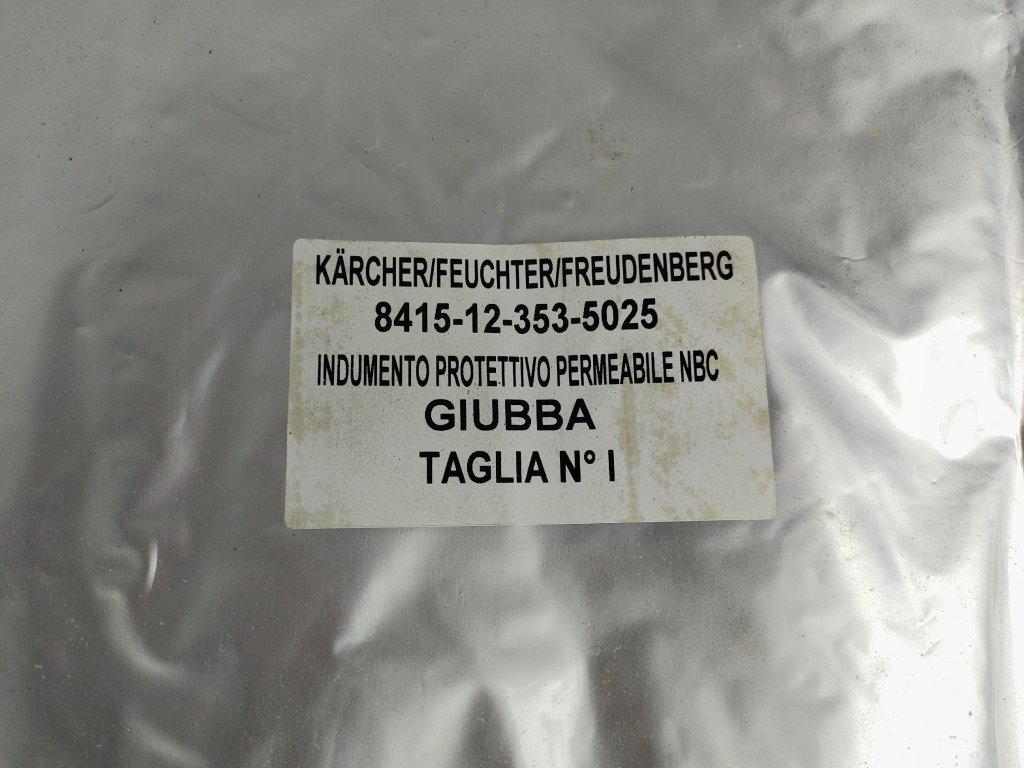 KÄRCHER/FEUCHTER/FREUDENBERG
8415-12-353-5025
INDUMENTO PROTETTIVO PERMEABILE NBC
GIUBBA
TAGLIA N° I